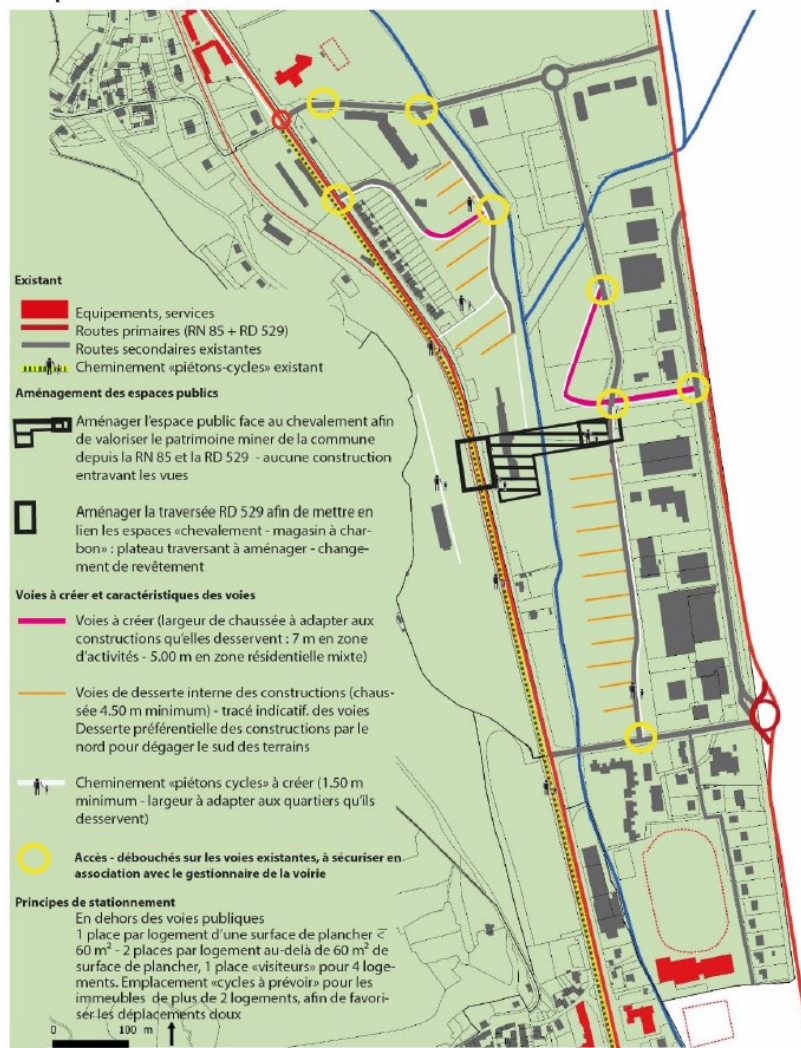 Existant
Equipements, services
Routes primaires (RN 85 + RD 529)
Routes secondaires existantes
Cheminement «piétons-cycles» existant
Aménagement des espaces publics
Aménager l'espace public face au chevalement afin
de valoriser le patrimoine miner de la commune
depuis la RN 85 et la RD 529 - aucune construction
entravant les vues
Aménager la traversée RD 529 afin de mettre en
lien les espaces «chevalement - magasin à char-
bon» : plateau traversant à aménager - change-
ment de revêtement
Voies à créer et caractéristiques des voies
Voies à créer (largeur de chaussée à adapter aux
constructions qu'elles desservent : 7 m en zone
d'activités - 5.00 m en zone résidentielle mixte)
Voies de desserte interne des constructions (chaus-
sée 4.50 m minimum) - tracé indicatif. des voies
Desserte préférentielle des constructions par le
nord pour dégager le sud des terrains
Cheminement «piétons cycles» à créer (1.50 m
minimum - largeur à adapter aux quartiers qu'ils
desservent)
Accès - débouchés sur les voies existantes, à sécuriser en
association avec le gestionnaire de la voirie
Principes de stationnement
En dehors des voies publiques
1 place par logement d'une surface de plancher <
60 m² - 2 places par logement au-delà de 60 m² de
surface de plancher, 1 place «visiteurs» pour 4 loge-
ments. Emplacement «cycles à prévoir» pour les
immeubles de plus de 2 logements, afin de favori-
ser les déplacements doux
0 100 m